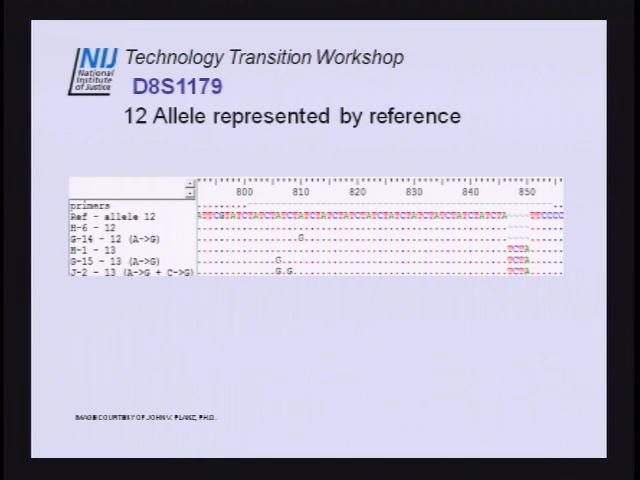 NIJ
National
Institute
of Justice
Technology Transition Workshop
D8S1179
12 Allele represented by reference
800 810 820 830 840 850
primers
Ref - allele 12 ATTCGTATCTATCTATCTATCTATCTATCTATCTATCTATCTATCTATCTATCTA~~~~TTCCCC
H-6 - 12
G-14 - 12 (A->G) G
H-1 - 13 TCTA
G-15 - 13 (A->G) G TCTA
J-2 - 13 (A->G + C->G) G G TCTA
IMAGE COURTESY OF JOHN V. PLANZ, PH.D.